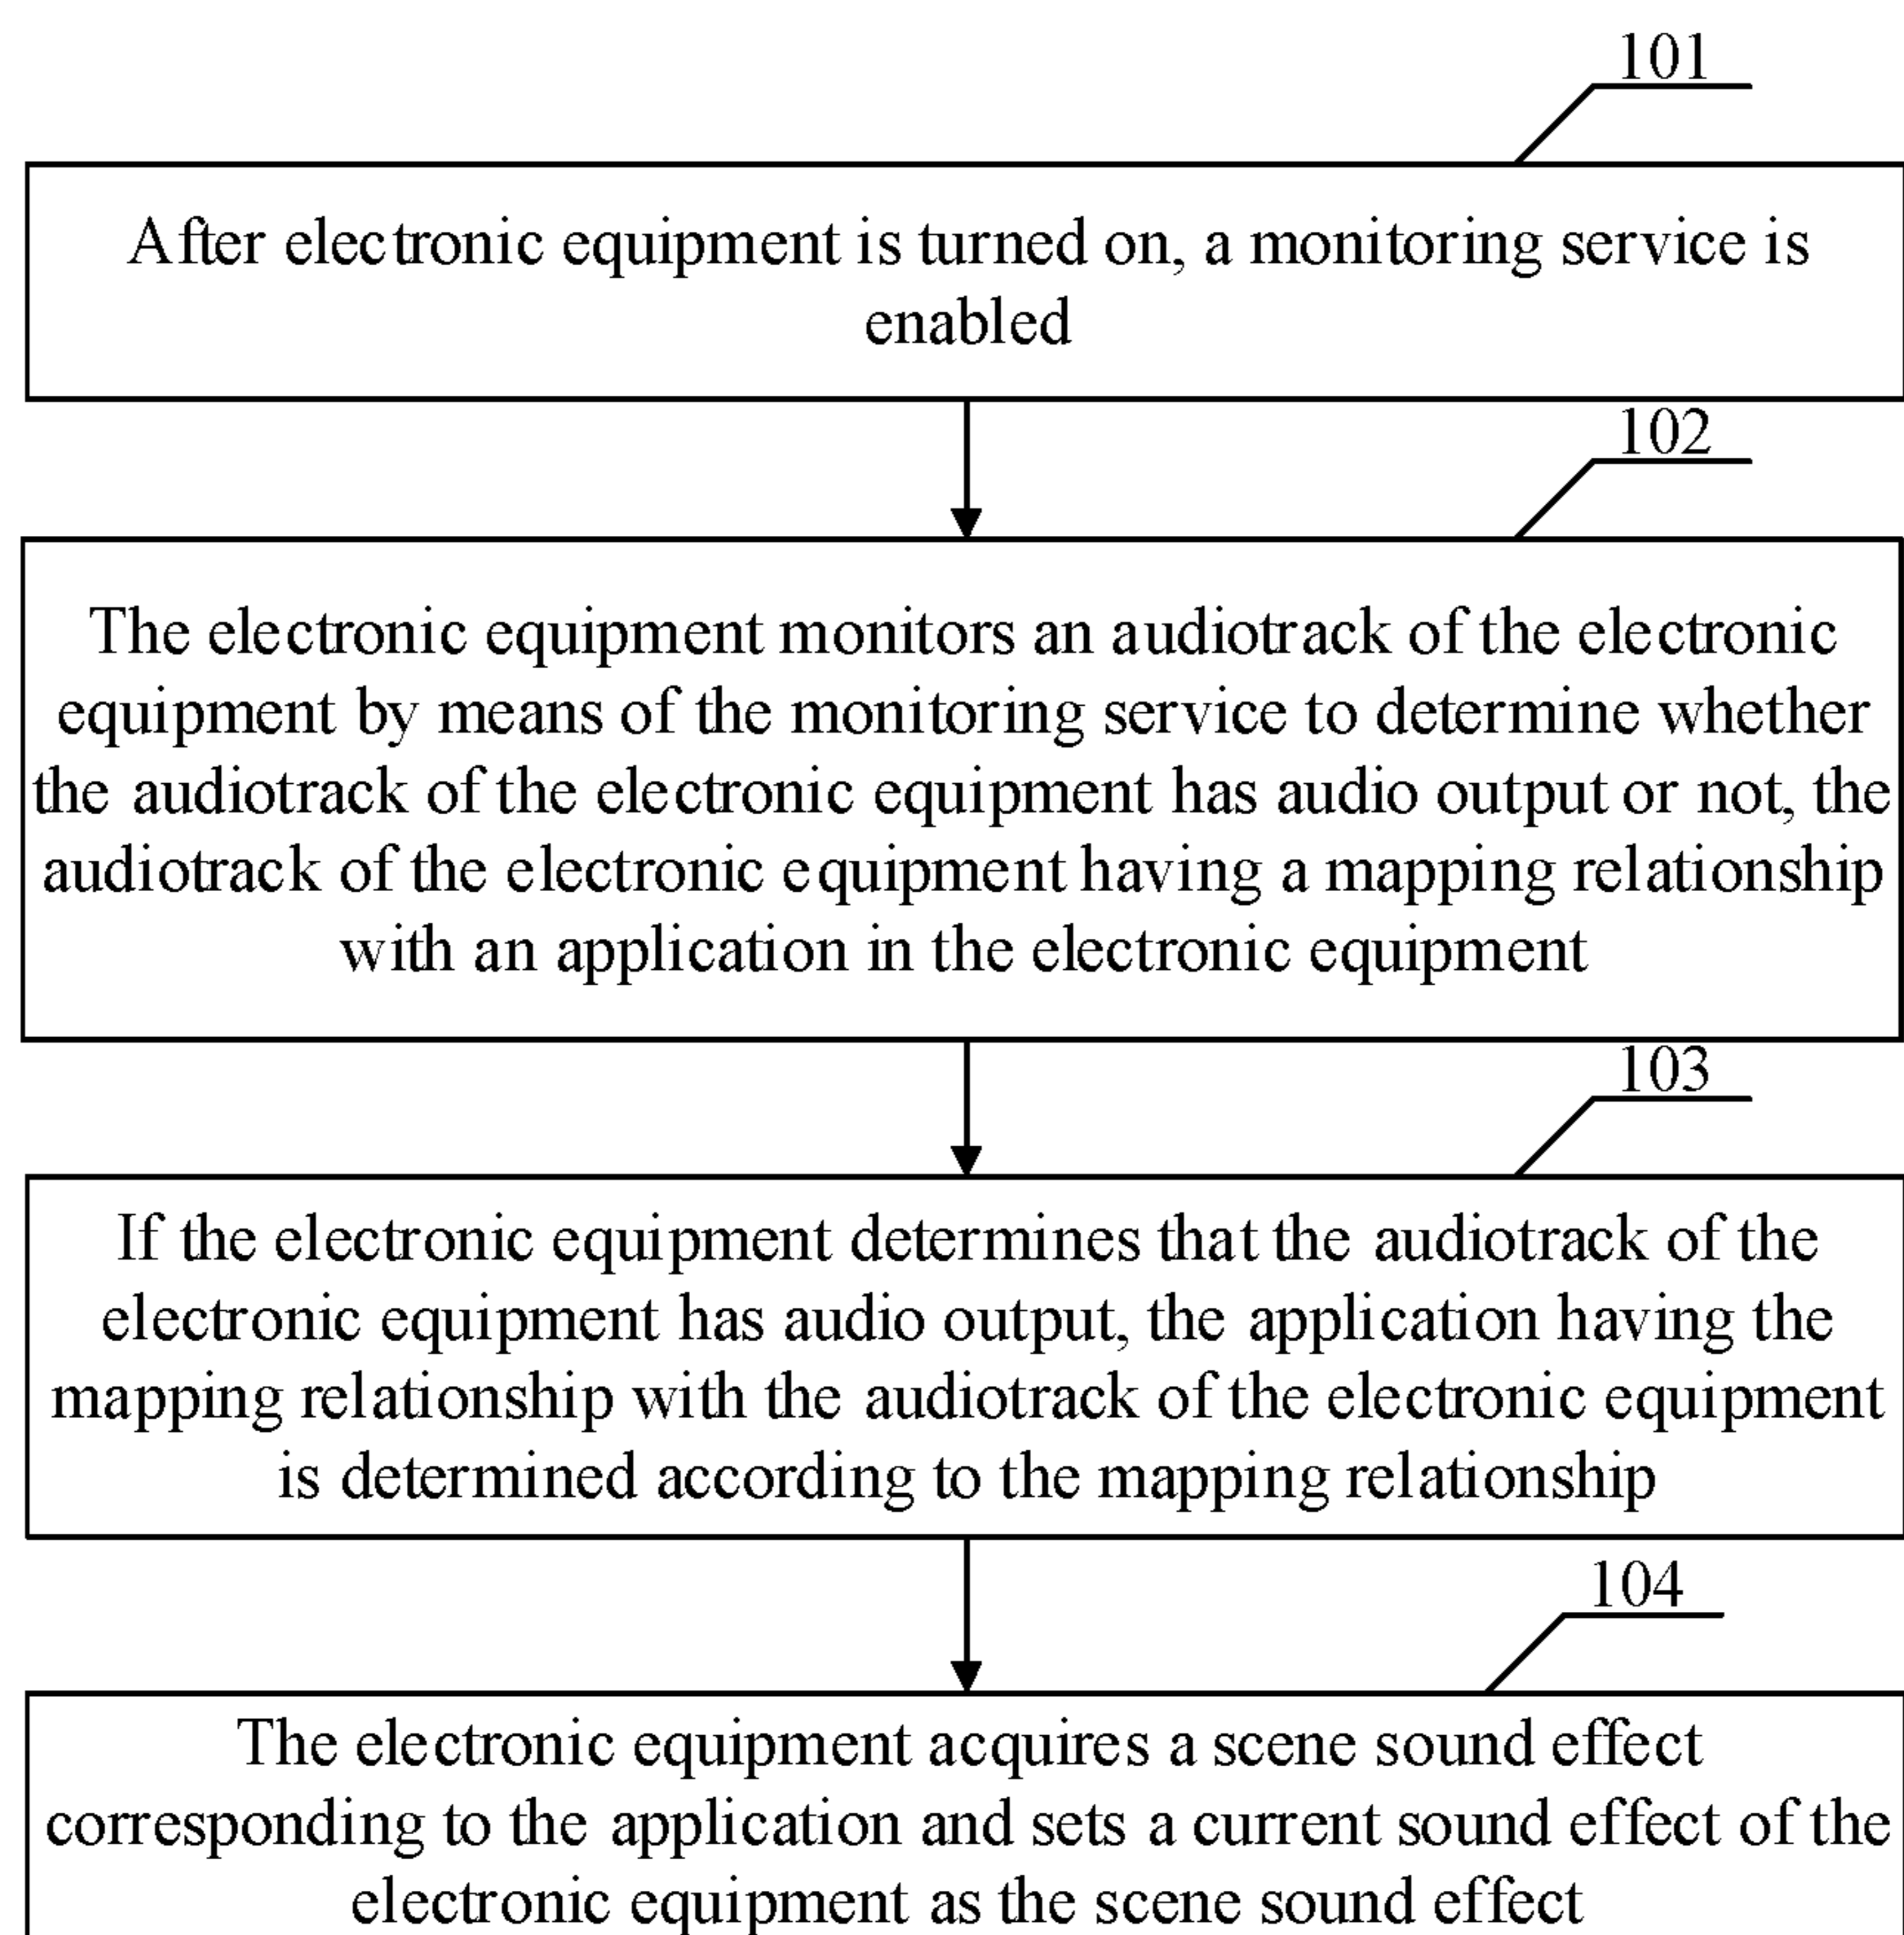 101
After electronic equipment is turned on, a monitoring service is
enabled
102
The electronic equipment monitors an audiotrack of the electronic
equipment by means of the monitoring service to determine whether
the audiotrack of the electronic equipment has audio output or not, the
audiotrack of the electronic equipment having a mapping relationship
with an application in the electronic equipment
103
If the electronic equipment determines that the audiotrack of the
electronic equipment has audio output, the application having the
mapping relationship with the audiotrack of the electronic equipment
is determined according to the mapping relationship
104
The electronic equipment acquires a scene sound effect
corresponding to the application and sets a current sound effect of the
electronic equipment as the scene sound effect